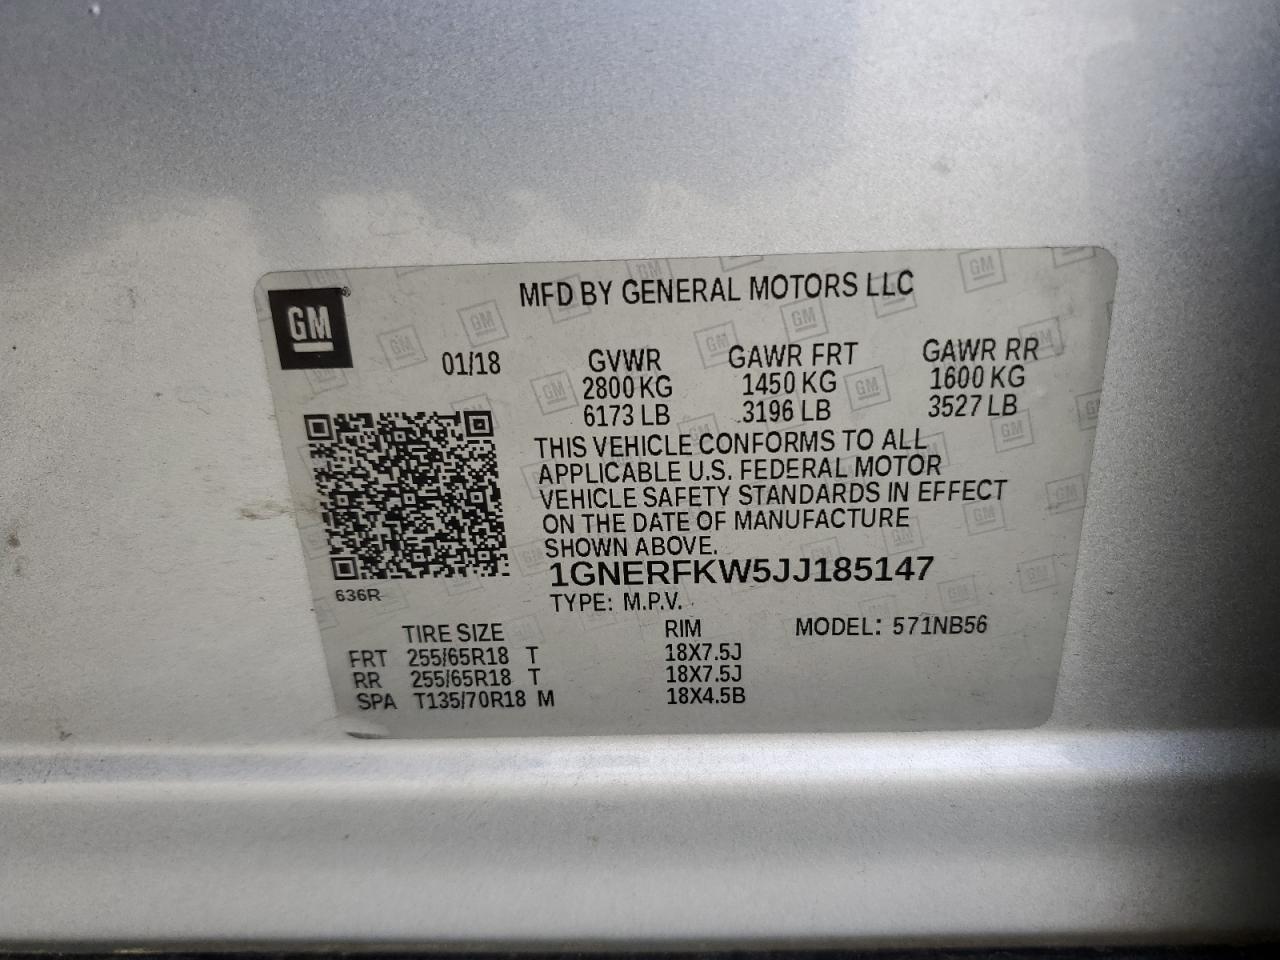 GM
MFD BY GENERAL MOTORS LLC
01/18 GVWR GAWR FRT GAWR RR
2800 KG 1450 KG 1600 KG
6173 LB 3196 LB 3527 LB
THIS VEHICLE CONFORMS TO ALL
APPLICABLE U.S. FEDERAL MOTOR
VEHICLE SAFETY STANDARDS IN EFFECT
ON THE DATE OF MANUFACTURE
SHOWN ABOVE.
1GNERFKW5JJ185147
636R
TYPE: M.P.V.
TIRE SIZE RIM MODEL: 571NB56
FRT 255/65R18 T 18X7.5J
RR 255/65R18 T 18X7.5J
SPA T135/70R18 M 18X4.5B